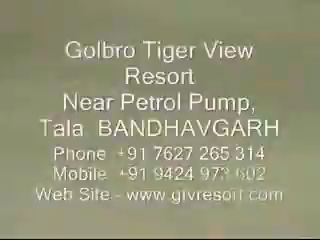 Golbro Tiger View
Resort
Near Petrol Pump,
Tala BANDHAVGARH
Phone +91 7627 265 314
Mobile +91 9424 973 602
Web Site - www.gtvresort.com